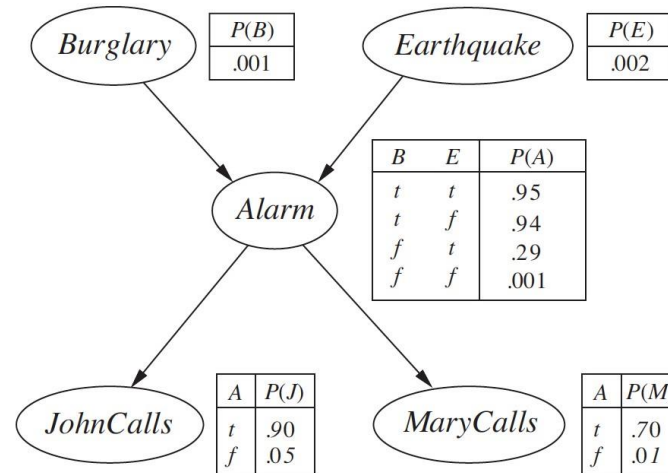 Burglary
P(B)
.001
Earthquake
P(E)
.002
Alarm
B E P(A)
t t .95
t f .94
f t .29
f f .001
JohnCalls
A P(J)
t .90
f .05
MaryCalls
A P(M
t .70
f .01